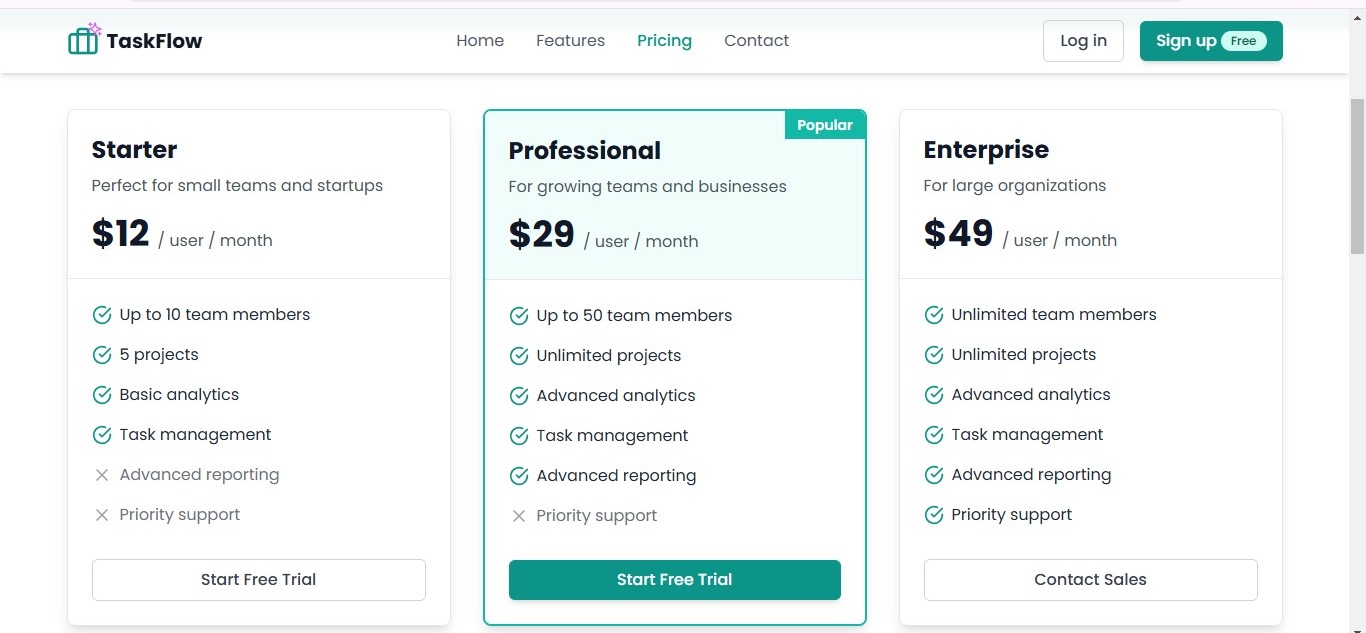 TaskFlow
Home
Features
Pricing
Contact
Log in
Sign up Free
Starter
Perfect for small teams and startups
$12 / user / month
Up to 10 team members
5 projects
Basic analytics
Task management
Advanced reporting
Priority support
Start Free Trial
Popular
Professional
For growing teams and businesses
$29 / user / month
Up to 50 team members
Unlimited projects
Advanced analytics
Task management
Advanced reporting
Priority support
Start Free Trial
Enterprise
For large organizations
$49 / user / month
Unlimited team members
Unlimited projects
Advanced analytics
Task management
Advanced reporting
Priority support
Contact Sales